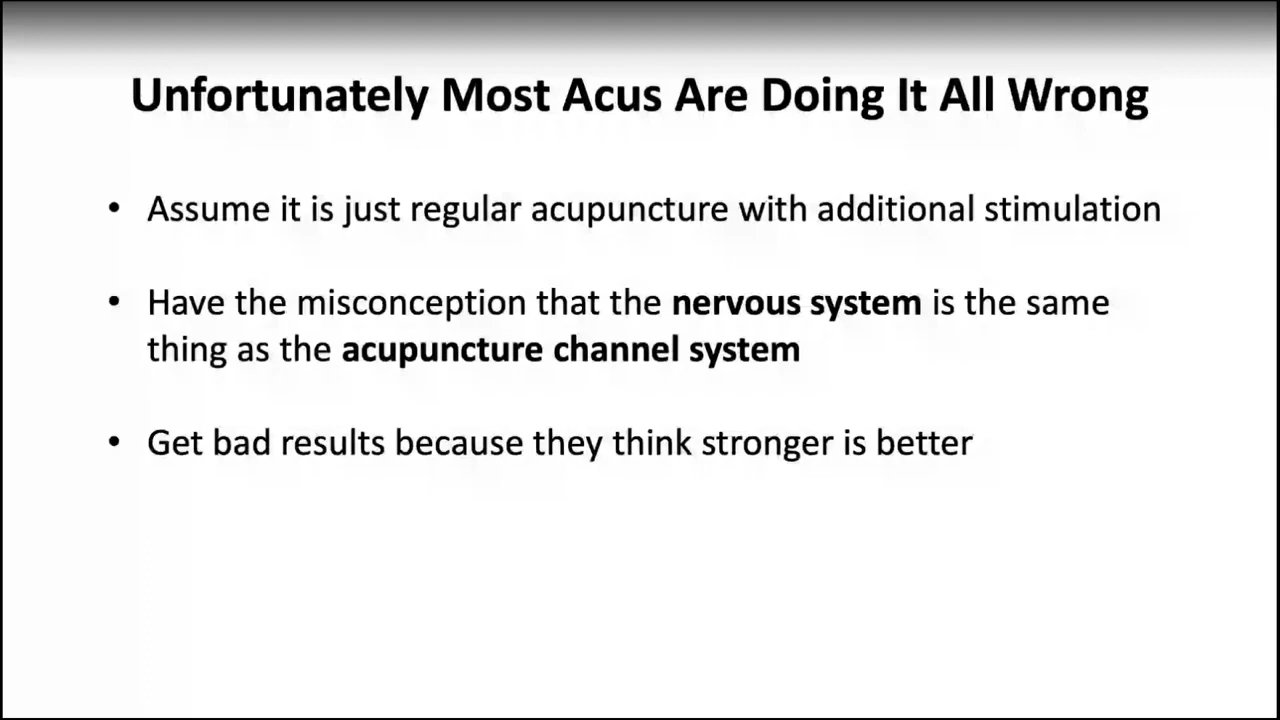 Unfortunately Most Acus Are Doing It All Wrong
• Assume it is just regular acupuncture with additional stimulation
• Have the misconception that the nervous system is the same
thing as the acupuncture channel system
• Get bad results because they think stronger is better